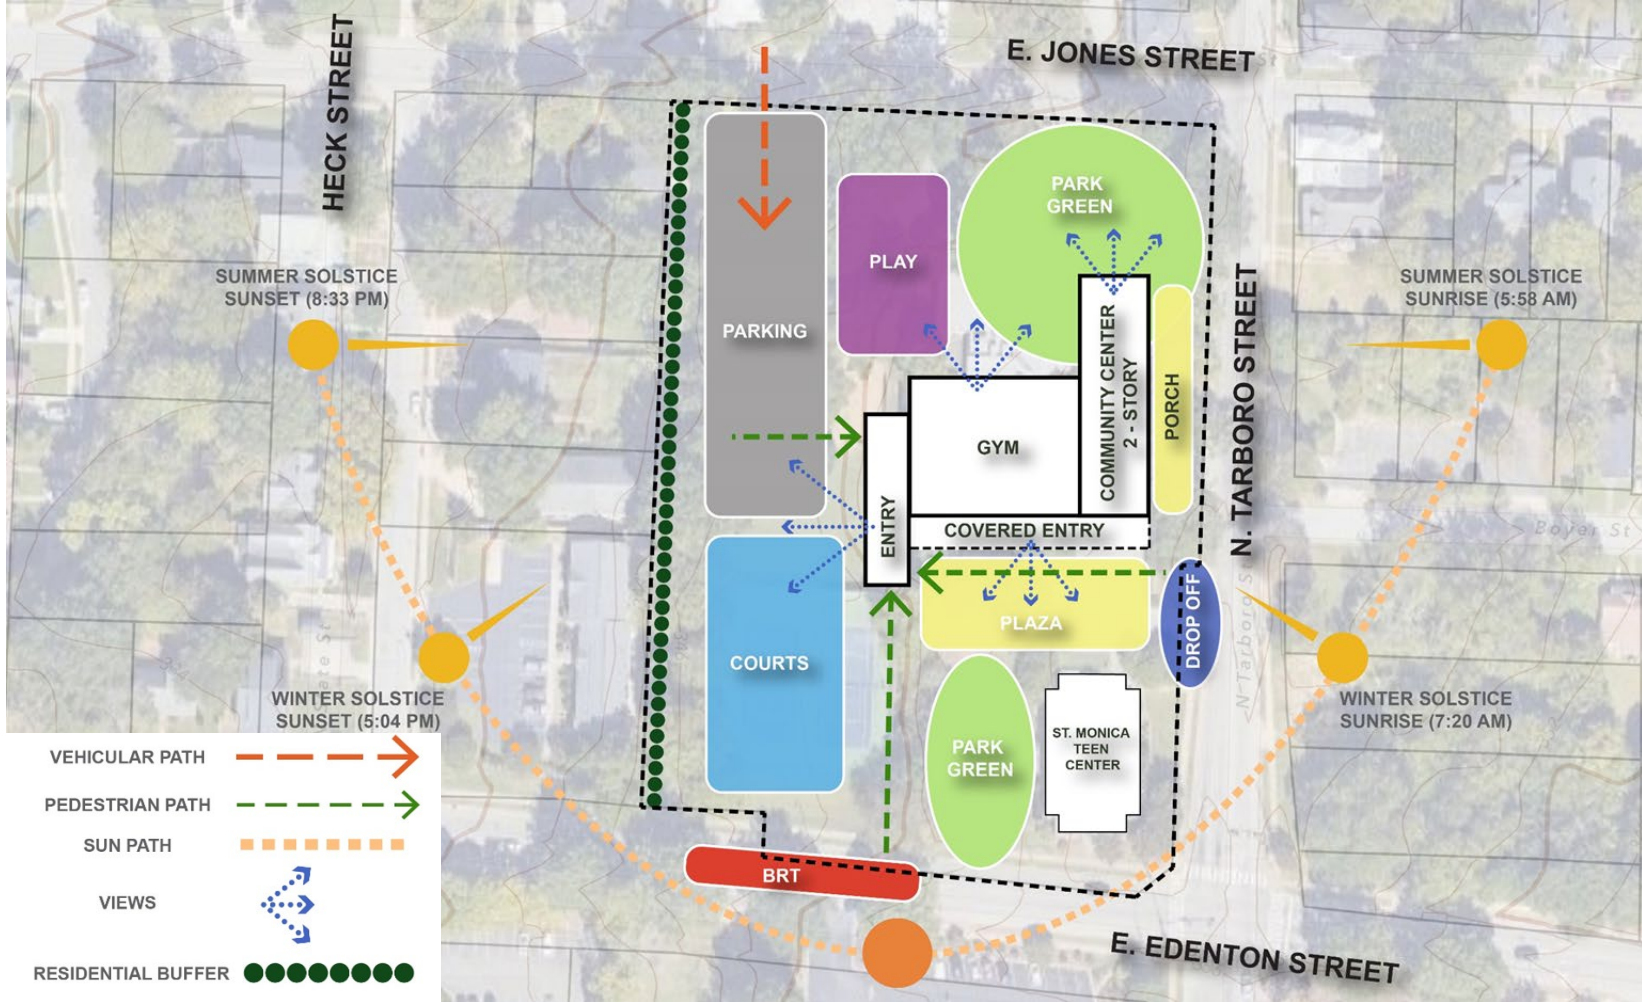 E. JONES STREET
HECK STREET
PARK
GREEN
PLAY
SUMMER SOLSTICE
SUNSET (8:33 PM)
SUMMER SOLSTICE
SUNRISE (5:58 AM)
PARKING
N. TARBORO STREET
COMMUNITY CENTER
2 - STORY
PORCH
GYM
ENTRY
COVERED ENTRY
Boyer St
PLAZA
DROP OFF
COURTS
N Tarboro S
WINTER SOLSTICE
SUNSET (5:04 PM)
WINTER SOLSTICE
SUNRISE (7:20 AM)
PARK
GREEN
ST. MONICA
TEEN
CENTER
BRT
E. EDENTON STREET
VEHICULAR PATH
PEDESTRIAN PATH
SUN PATH
VIEWS
RESIDENTIAL BUFFER